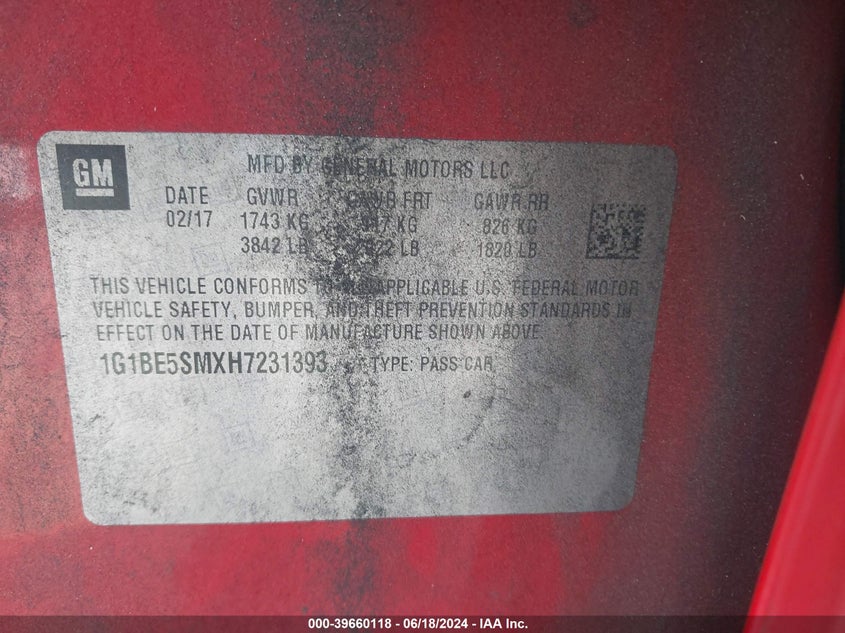 GM
MFD BY GENERAL MOTORS LLC
DATE GVWR GAWR FRT GAWR RR
02/17 1743 KG KG 826 KG
3842 LB LB 1820 LB
THIS VEHICLE CONFORMS TO ALL APPLICABLE U.S. FEDERAL MOTOR
VEHICLE SAFETY, BUMPER, AND THEFT PREVENTION STANDARDS IN
EFFECT ON THE DATE OF MANUFACTURE SHOWN ABOVE.
1G1BE5SMXH7231393 TYPE: PASS CAR
000-39660118 - 06/18/2024 - IAA Inc.